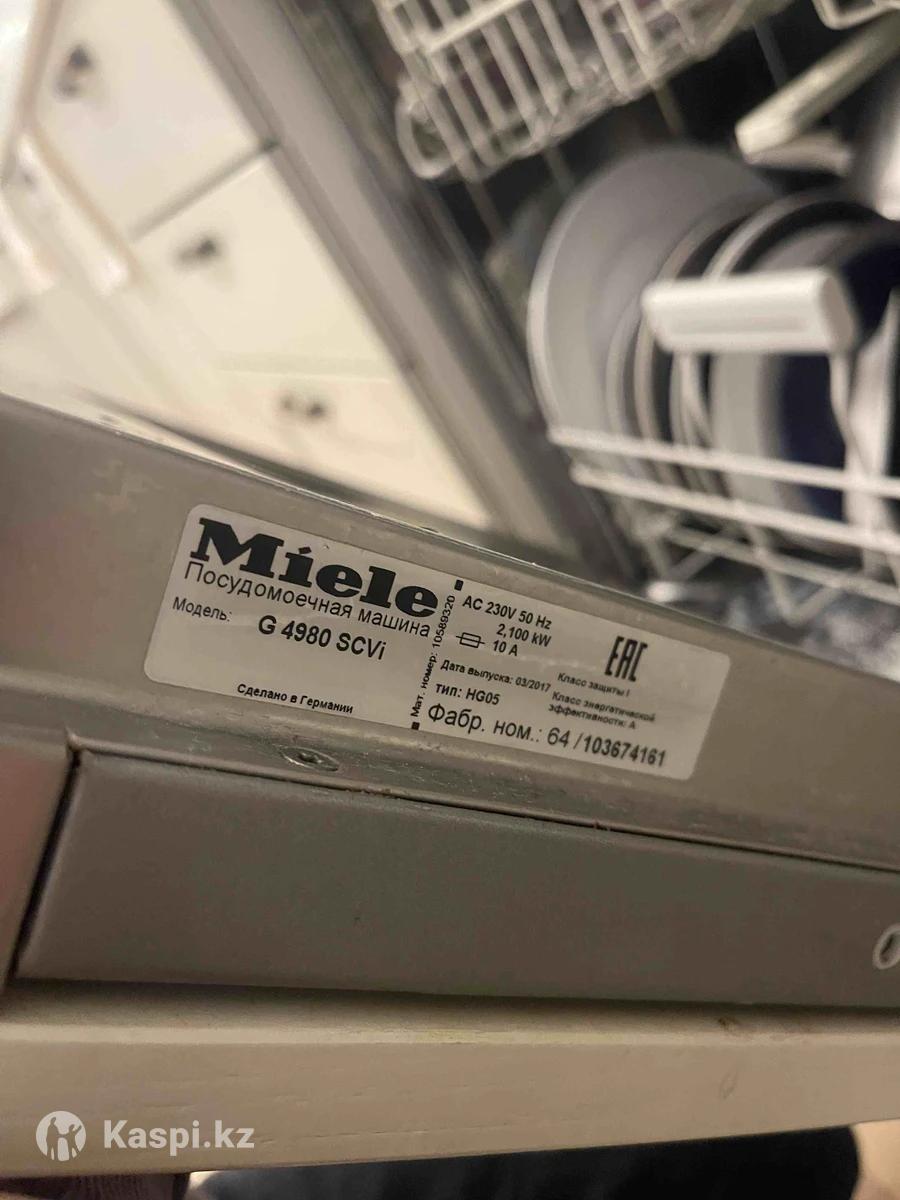 Miele
Посудомоечная машина
Модель:
G 4980 SCVi
Сделано в Германии
Мат. номер: 10589320
AC 230V 50 Hz
2,100 kW
10 A
Дата выпуска: 03/2017
тип: HG05
Фабр. ном.: 64 /103674161
EAC
Класс защиты I
Класс энергетической
эффективности: A
Kaspi.kz